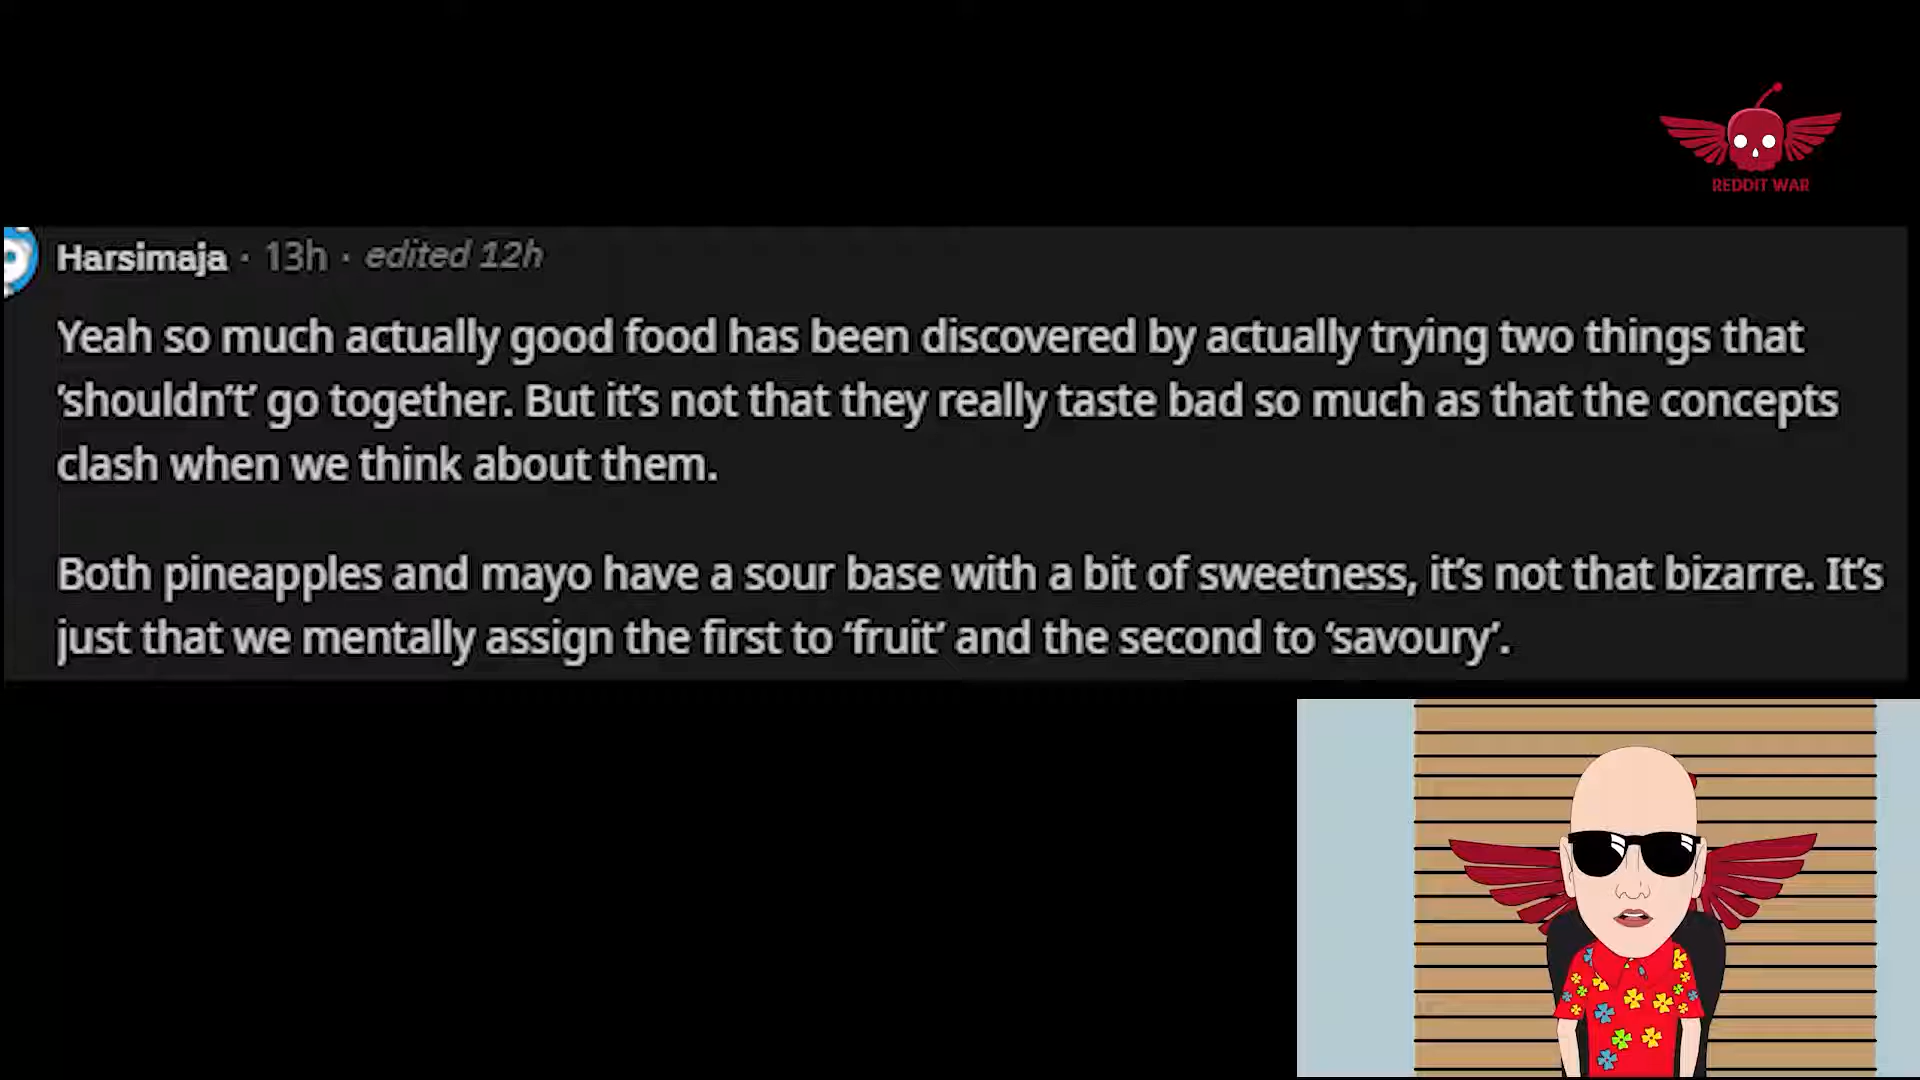 REDDIT WAR
Harsimaja · 13h · edited 12h
Yeah so much actually good food has been discovered by actually trying two things that
‘shouldn’t’ go together. But it’s not that they really taste bad so much as that the concepts
clash when we think about them.
Both pineapples and mayo have a sour base with a bit of sweetness, it’s not that bizarre. It’s
just that we mentally assign the first to ‘fruit’ and the second to ‘savoury’.